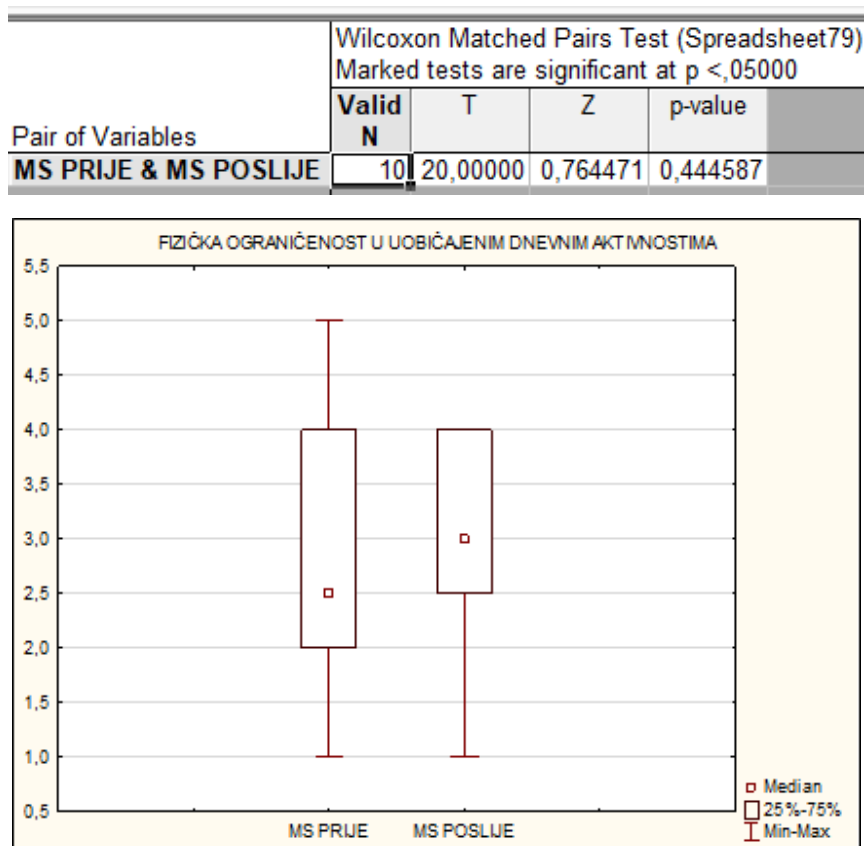 Wilcoxon Matched Pairs Test (Spreadsheet79)
Marked tests are significant at p <,05000
Pair of Variables Valid N T Z p-value
MS PRIJE & MS POSLIJE 10 20,00000 0,764471 0,444587
FIZIČKA OGRANIČENOST U UOBIČAJENIM DNEVNIM AKTIVNOSTIMA
5,5
5,0
4,5
4,0
3,5
3,0
2,5
2,0
1,5
1,0
0,5
MS PRIJE MS POSLIJE
Median
25%-75%
Min-Max